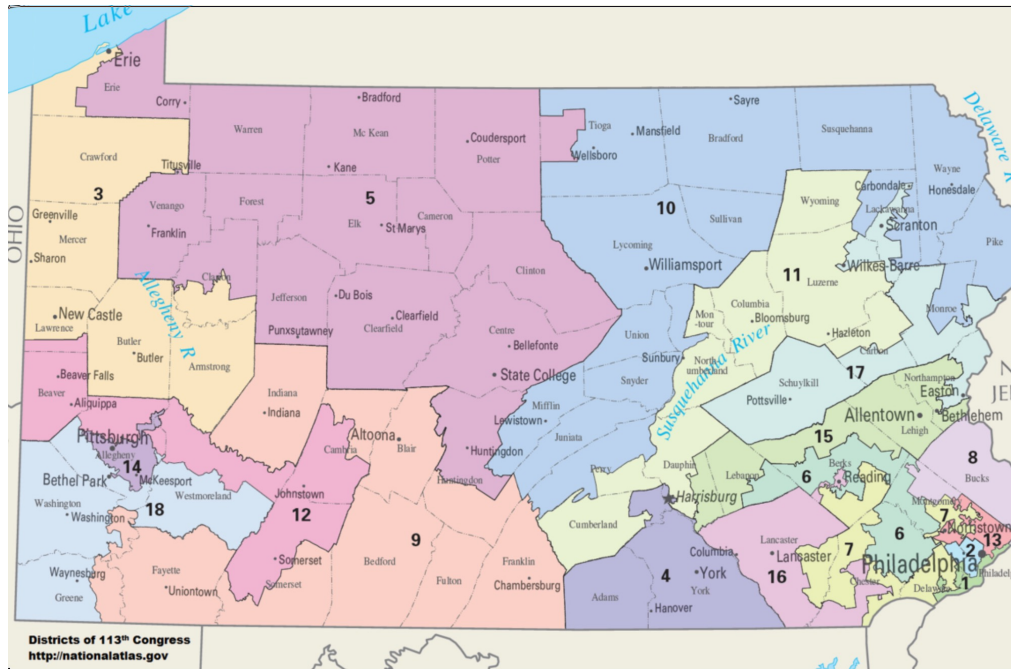 Lake
Erie
Erie
Corry
Bradford
Warren
Mc Kean
Coudersport
Potter
Tioga
Mansfield
Wellsboro
Sayre
Bradford
Susquehanna
Delaware R
Wayne
Honesdale
Crawford
3
Titusville
Kane
5
Venango
Forest
Elk
Cameron
St Marys
Franklin
10
Sullivan
Lycoming
Williamsport
Wyoming
Carbondale
Lackawanna
Scranton
Pike
OHIO
Greenville
Mercer
Sharon
Clarion
Clinton
11
Luzerne
Wilkes-Barre
Allegheny R
Jefferson
Du Bois
Clearfield
Clearfield
Punxsutawney
Centre
Bellefonte
State College
Columbia
Bloomsburg
Mon
-tour
Hazleton
Monroe
New Castle
Lawrence
Butler
Butler
Armstrong
Union
Sunbury
North-
umberland
Susquehanna River
Carbon
17
Schuylkill
Pottsville
Northampton
Easton
N
JE
Beaver Falls
Beaver
Aliquippa
Indiana
Indiana
Snyder
Mifflin
Lewistown
Juniata
Allentown
Bethlehem
Lehigh
15
Pittsburgh
Allegheny
14
McKeesport
Bethel Park
Cambria
Altoona
Blair
Huntingdon
Huntingdon
Perry
Dauphin
Lebanon
6
Berks
Reading
8
Bucks
Washington
Washington
18
Westmoreland
Johnstown
12
Harrisburg
Cumberland
Montgomery
7
Norristown
13
Waynesburg
Greene
Fayette
Uniontown
Somerset
Somerset
Bedford
9
Fulton
Franklin
Chambersburg
Adams
4
York
York
Hanover
Columbia
Lancaster
Lancaster
16
7
Chester
6
Philadelphia
2
Philadelp
Delaware
1
Districts of 113th Congress
http://nationalatlas.gov